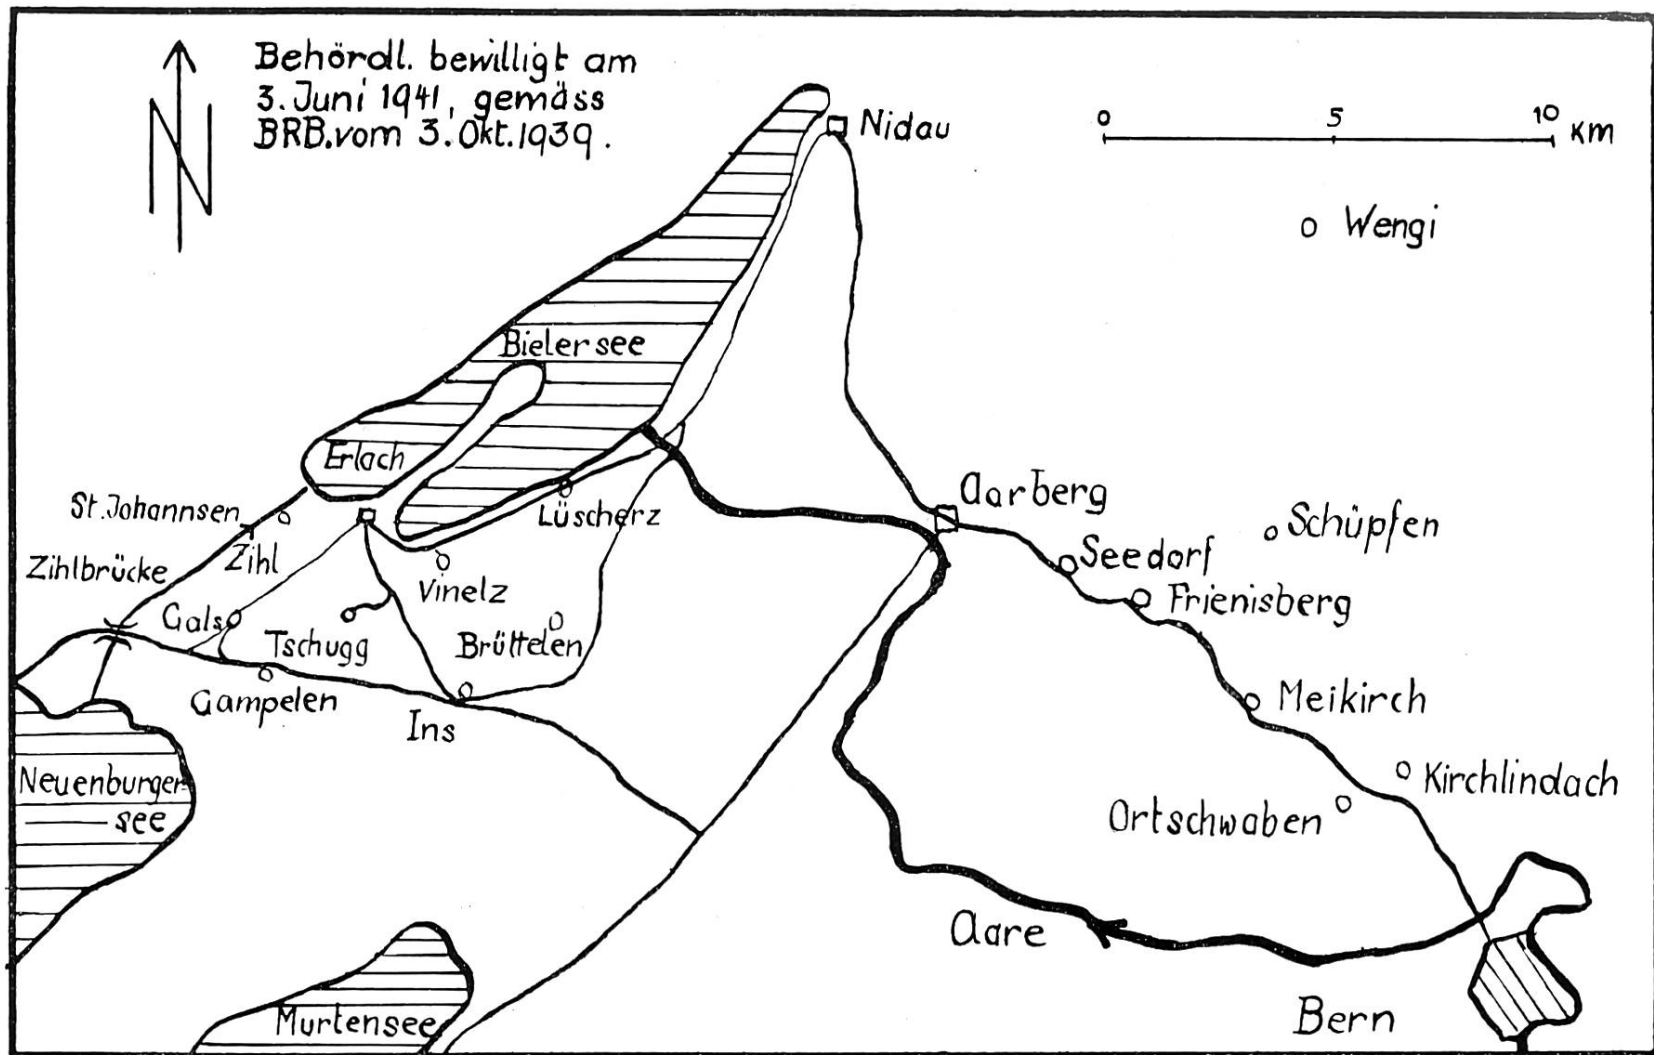 Behördl. bewilligt am
3. Juni 1941, gemäss
BRB. vom 3. Okt. 1939.
N
Nidau
0 5 10 km
Wengi
Bielersee
Erlach
St. Johannsen
Zihl
Zihlbrücke
Lüscherz
Aarberg
Schüpfen
Seedorf
Frienisberg
Vinelz
Gals
Tschugg
Brüttelen
Gampelen
Ins
Meikirch
Kirchlindach
Ortschwaben
Neuenburger-
see
Aare
Murtensee
Bern